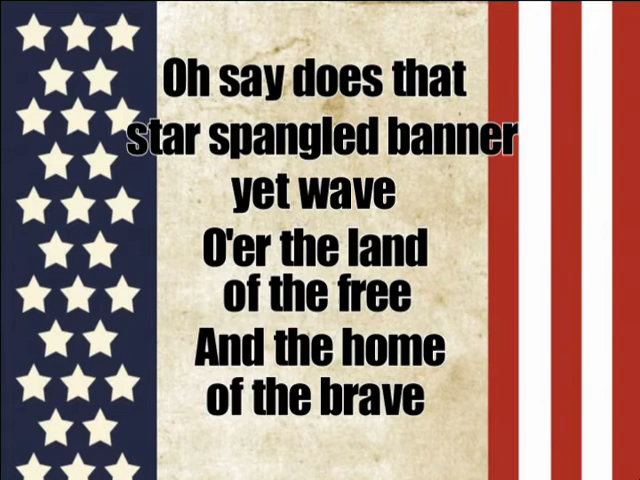 Oh say does that
star spangled banner
yet wave
O'er the land
of the free
And the home
of the brave